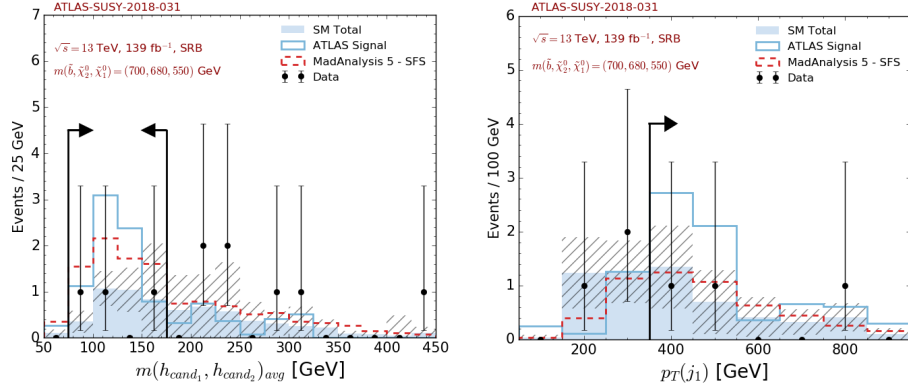 ATLAS-SUSY-2018-031
√s = 13 TeV, 139 fb⁻¹, SRB
m(b̃, χ̃⁰₂, χ̃⁰₁) = (700, 680, 550) GeV
SM Total
ATLAS Signal
MadAnalysis 5 - SFS
Data
Events / 25 GeV
7
6
5
4
3
2
1
0
50 100 150 200 250 300 350 400 450
m(h_cand₁, h_cand₂)_avg [GeV]
ATLAS-SUSY-2018-031
√s = 13 TeV, 139 fb⁻¹, SRB
m(b̃, χ̃⁰₂, χ̃⁰₁) = (700, 680, 550) GeV
SM Total
ATLAS Signal
MadAnalysis 5 - SFS
Data
Events / 100 GeV
6
5
4
3
2
1
0
200 400 600 800
p_T(j₁) [GeV]